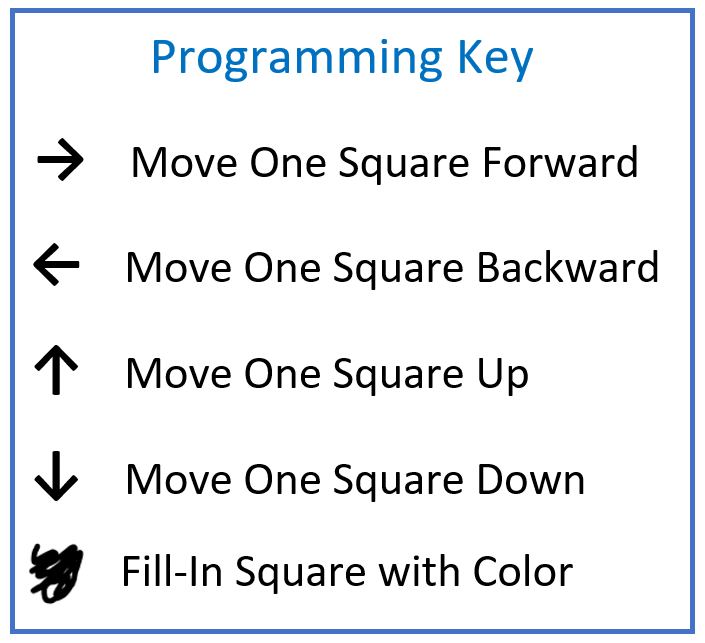 Programming Key
→ Move One Square Forward
← Move One Square Backward
↑ Move One Square Up
↓ Move One Square Down
Fill-In Square with Color